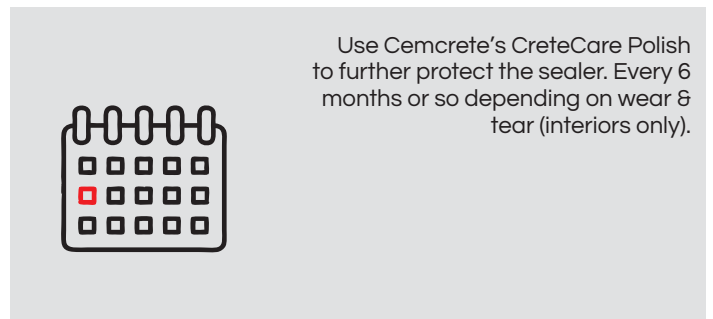 Use Cemcrete’s CreteCare Polish
to further protect the sealer. Every 6
months or so depending on wear &
tear (interiors only).